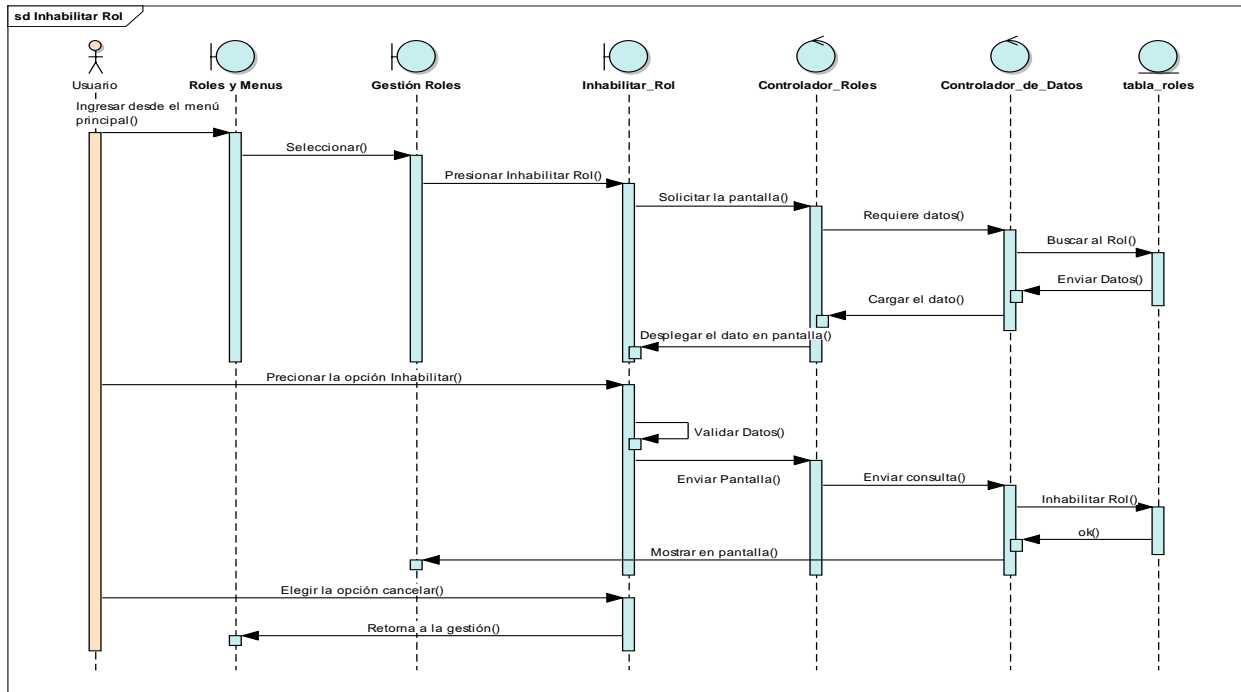 sd Inhabilitar Rol
Usuario
Roles y Menus
Gestión Roles
Inhabilitar_Rol
Controlador_Roles
Controlador_de_Datos
tabla_roles
Ingresar desde el menú
principal()
Seleccionar()
Presionar Inhabilitar Rol()
Solicitar la pantalla()
Requiere datos()
Buscar al Rol()
Enviar Datos()
Cargar el dato()
Desplegar el dato en pantalla()
Precionar la opción Inhabilitar()
Validar Datos()
Enviar Pantalla()
Enviar consulta()
Inhabilitar Rol()
ok()
Mostrar en pantalla()
Elegir la opción cancelar()
Retorna a la gestión()